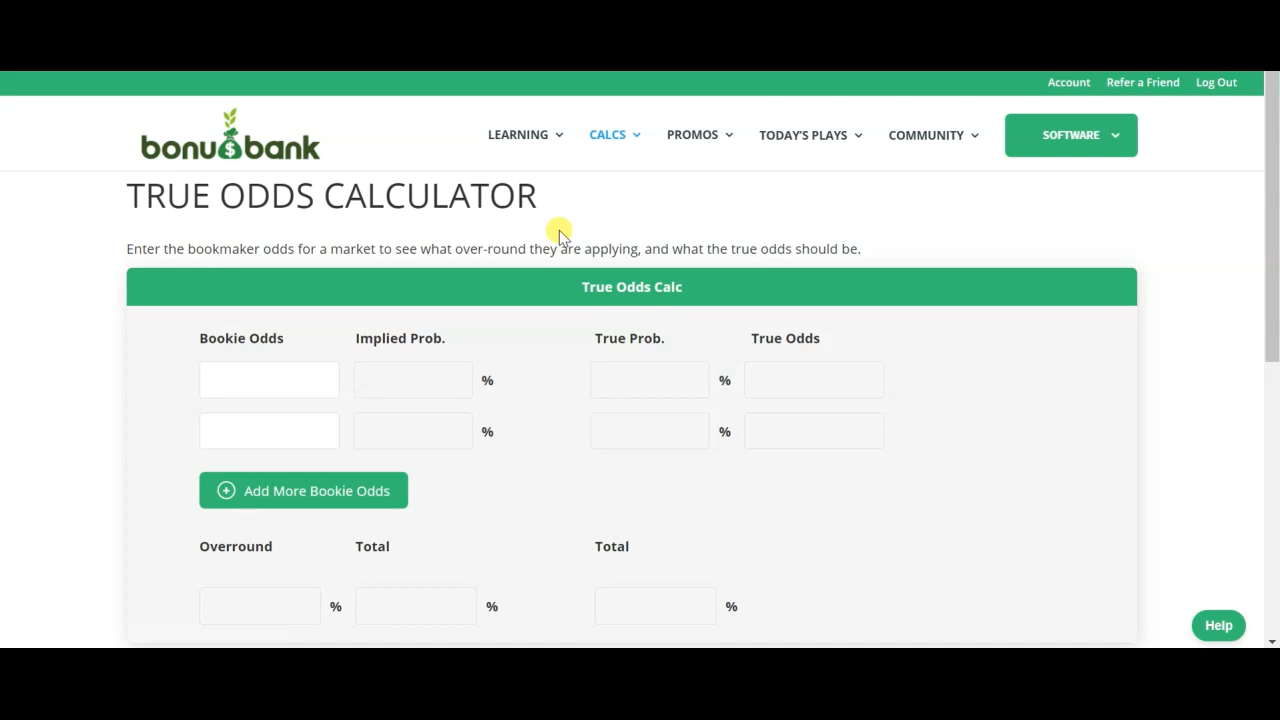 Account Refer a Friend Log Out
bonu$bank LEARNING CALCS PROMOS TODAY'S PLAYS COMMUNITY SOFTWARE
TRUE ODDS CALCULATOR
Enter the bookmaker odds for a market to see what over-round they are applying, and what the true odds should be.
True Odds Calc
Bookie Odds Implied Prob. True Prob. True Odds
% %
% %
+ Add More Bookie Odds
Overround Total Total
% % %
Help